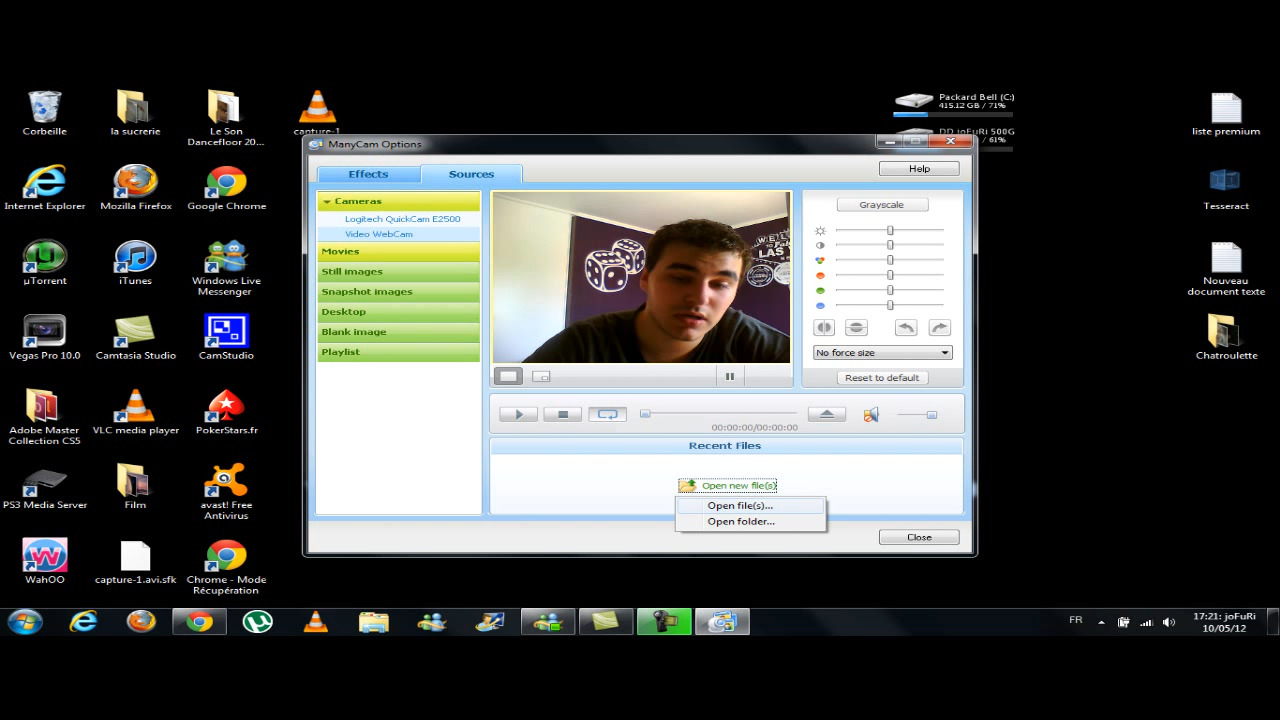 Corbeille
la sucrerie
Le Son
Dancefloor 20...
capture-1
Packard Bell (C:)
415.12 GB / 71%
DD joFuRi 500G
/ 61%
liste premium
Internet Explorer
Mozilla Firefox
Google Chrome
Tesseract
µTorrent
iTunes
Windows Live
Messenger
Nouveau
document texte
Vegas Pro 10.0
Camtasia Studio
CamStudio
Chatroulette
Adobe Master
Collection CS5
VLC media player
PokerStars.fr
PS3 Media Server
Film
avast! Free
Antivirus
WahOO
capture-1.avi.sfk
Chrome - Mode
Récupération
ManyCam Options
Effects
Sources
Help
Cameras
Logitech QuickCam E2500
Video WebCam
Movies
Still images
Snapshot images
Desktop
Blank image
Playlist
LAS
Grayscale
No force size
Reset to default
00:00:00/00:00:00
Recent Files
Open new file(s)
Open file(s)...
Open folder...
Close
FR
17:21: joFuRi
10/05/12